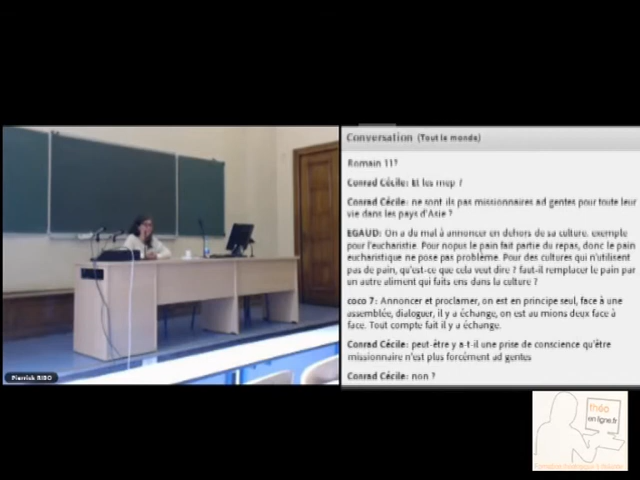 Conversation (Tout le monde)
Romain 11?
Conrad Cécile: Et les mep ?
Conrad Cécile: ne sont ils pas missionnaires ad gentes pour toute leur
vie dans les pays d'Asie ?
EGAUD: On a du mal à annoncer en dehors de sa culture. exemple
pour l'eucharistie. Pour nopus le pain fait partie du repas, donc le pain
eucharistique ne pose pas problème. Pour des cultures qui n'utilisent
pas de pain, qu'est-ce que cela veut dire ? faut-il remplacer le pain par
un autre aliment qui faits ens dans la culture ?
coco 7: Annoncer et proclamer, on est en principe seul, face à une
assemblée, dialoguer, il y a échange, on est au mions deux face à
face. Tout compte fait il y a échange.
Conrad Cécile: peut-être y a-t-il une prise de conscience qu'être
missionnaire n'est plus forcément ad gentes
Conrad Cécile: non ?
Pierrick RIBO
théo
en ligne.fr